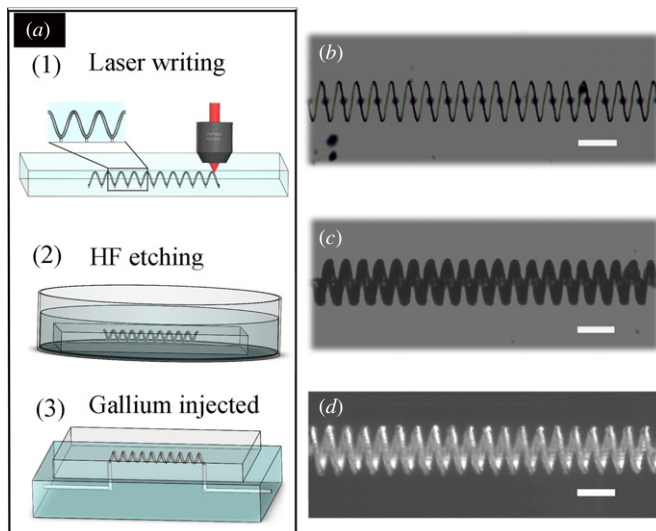 (a)
(1) Laser writing
(2) HF etching
(3) Gallium injected
(b)
(c)
(d)